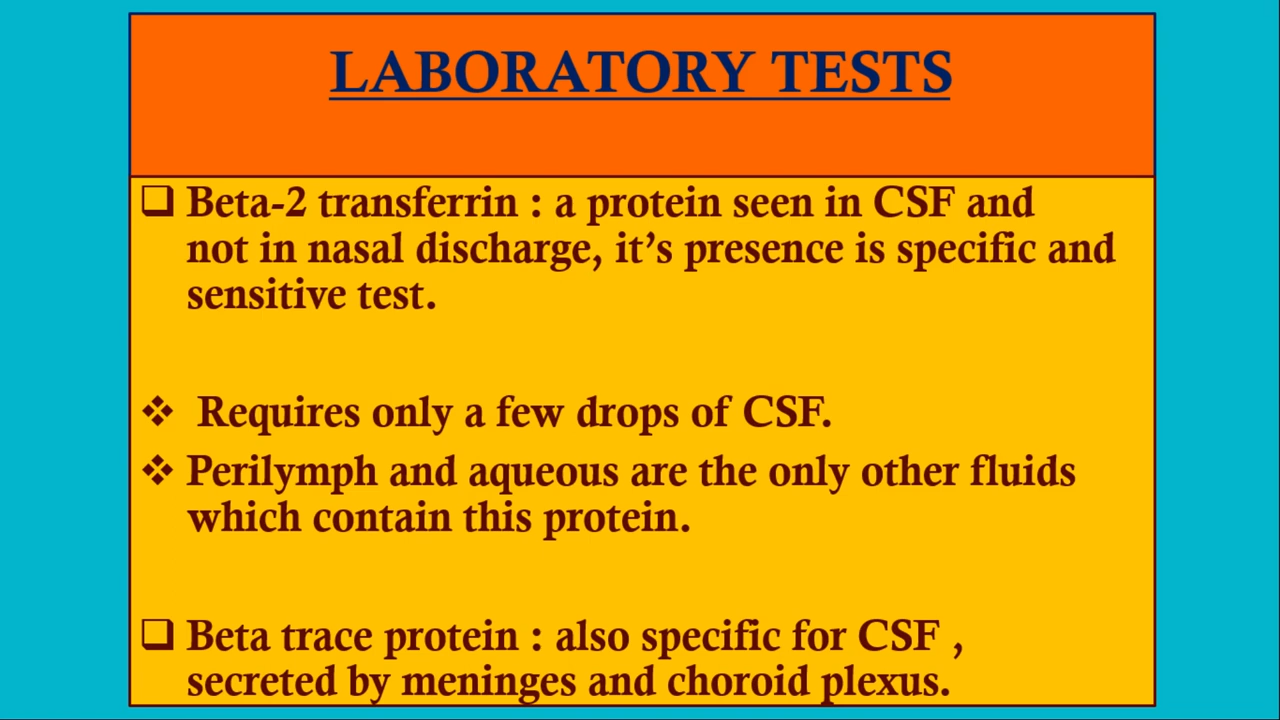 LABORATORY TESTS
❑ Beta-2 transferrin : a protein seen in CSF and
not in nasal discharge, it’s presence is specific and
sensitive test.
❖ Requires only a few drops of CSF.
❖ Perilymph and aqueous are the only other fluids
which contain this protein.
❑ Beta trace protein : also specific for CSF ,
secreted by meninges and choroid plexus.